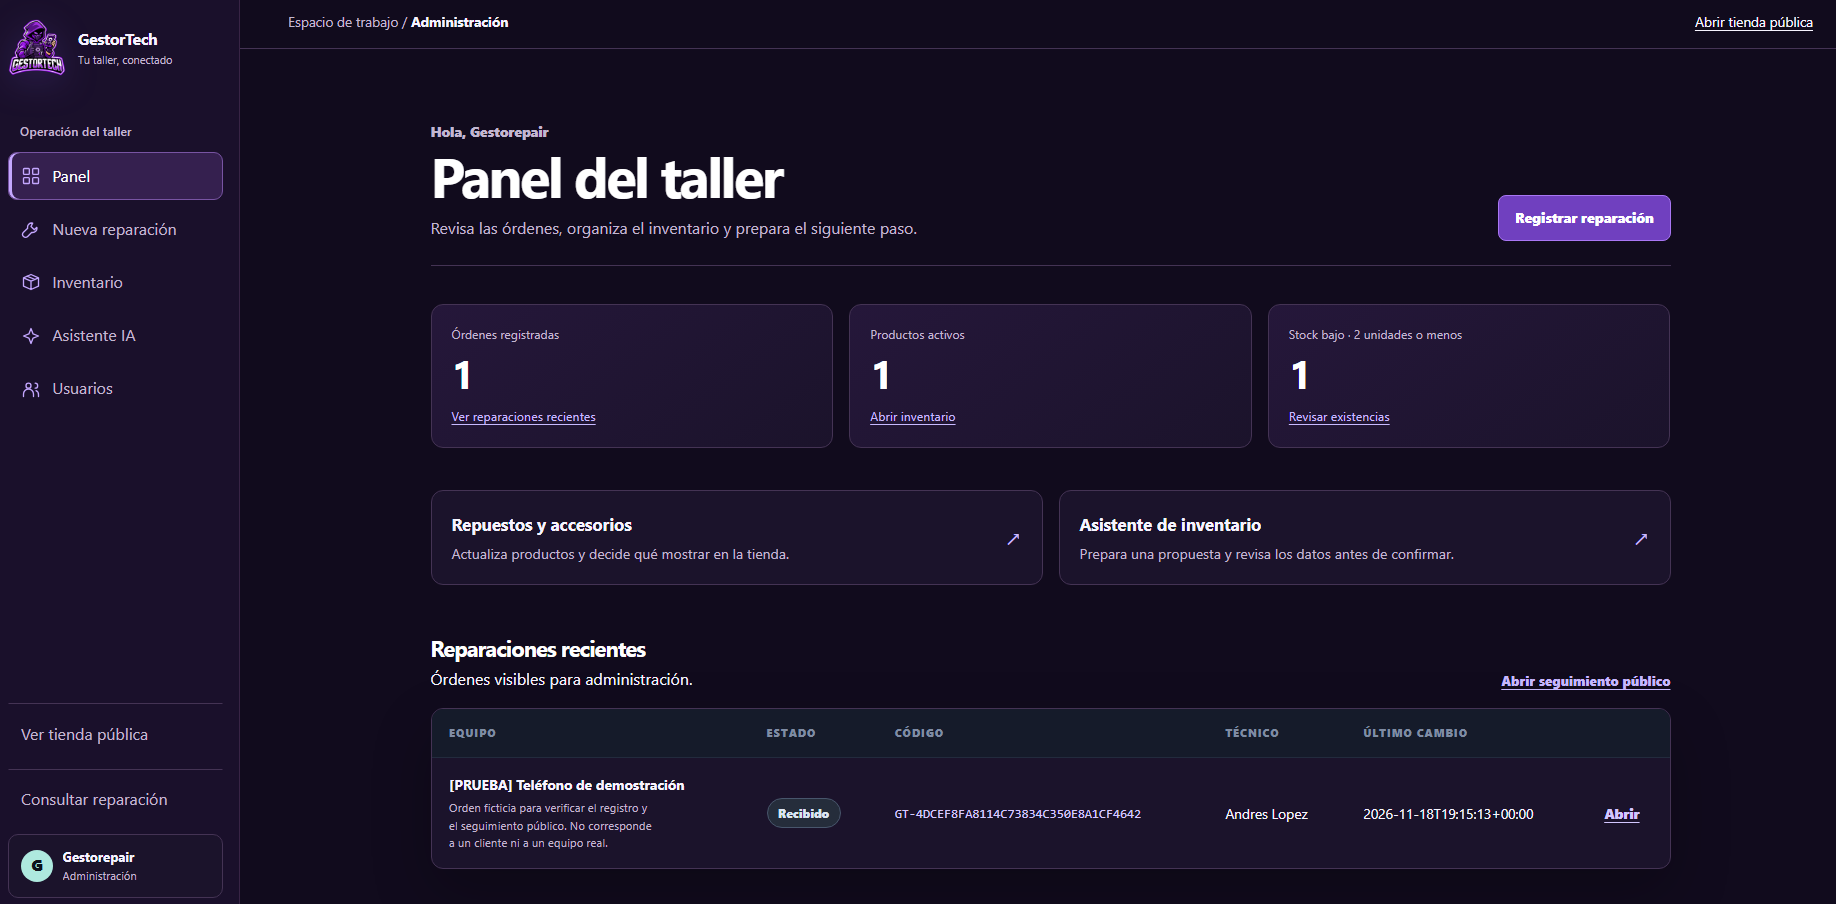 GESTORTECH
GestorTech
Tu taller, conectado
Operación del taller
Panel
Nueva reparación
Inventario
Asistente IA
Usuarios
Ver tienda pública
Consultar reparación
G
Gestorepair
Administración
Espacio de trabajo / Administración
Abrir tienda pública
Hola, Gestorepair
Panel del taller
Revisa las órdenes, organiza el inventario y prepara el siguiente paso.
Registrar reparación
Órdenes registradas
1
Ver reparaciones recientes
Productos activos
1
Abrir inventario
Stock bajo · 2 unidades o menos
1
Revisar existencias
Repuestos y accesorios
Actualiza productos y decide qué mostrar en la tienda.
Asistente de inventario
Prepara una propuesta y revisa los datos antes de confirmar.
Reparaciones recientes
Órdenes visibles para administración.
Abrir seguimiento público
EQUIPO ESTADO CÓDIGO TÉCNICO ÚLTIMO CAMBIO
[PRUEBA] Teléfono de demostración
Orden ficticia para verificar el registro y
el seguimiento público. No corresponde
a un cliente ni a un equipo real.
Recibido
GT-4DCEF8FA8114C73834C350E8A1CF4642
Andres Lopez
2026-11-18T19:15:13+00:00
Abrir